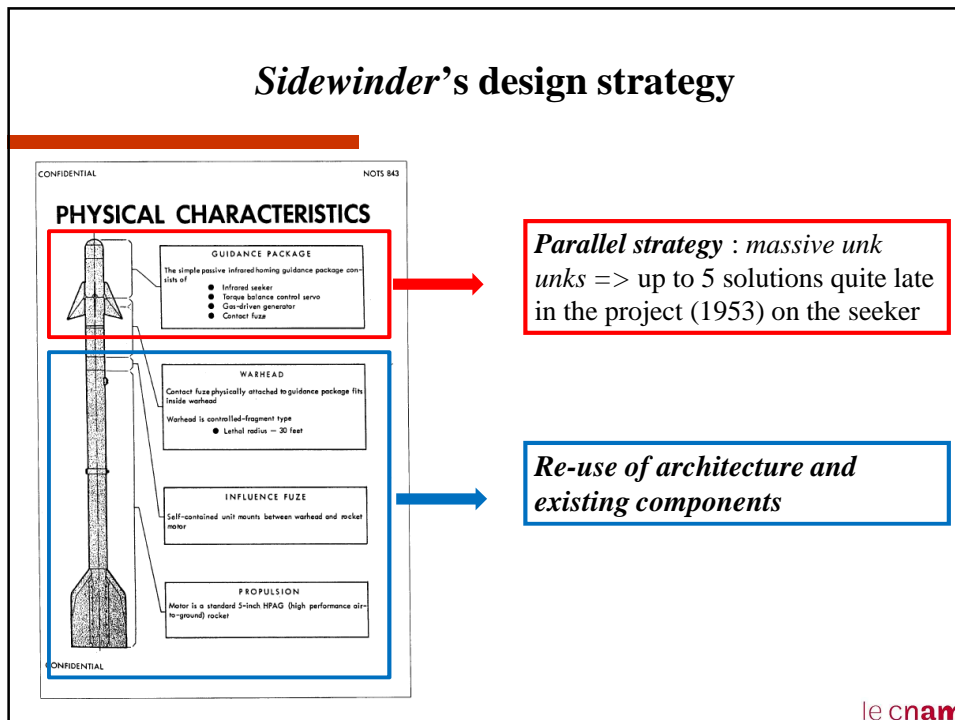 Sidewinder's design strategy
CONFIDENTIAL NOTS 843
PHYSICAL CHARACTERISTICS
GUIDANCE PACKAGE
The simple passive infrared homing guidance package con-
sists of
● Infrared seeker
● Torque balance control servo
● Gas-driven generator
● Contact fuze
WARHEAD
Contact fuze physically attached to guidance package fits
inside warhead
Warhead is controlled-fragment type
● Lethal radius — 30 feet
INFLUENCE FUZE
Self-contained unit mounts between warhead and rocket
motor
PROPULSION
Motor is a standard 5-inch HPAG (high performance air-
to-ground) rocket
CONFIDENTIAL
Parallel strategy : massive unk
unks => up to 5 solutions quite late
in the project (1953) on the seeker
Re-use of architecture and
existing components
le cnam